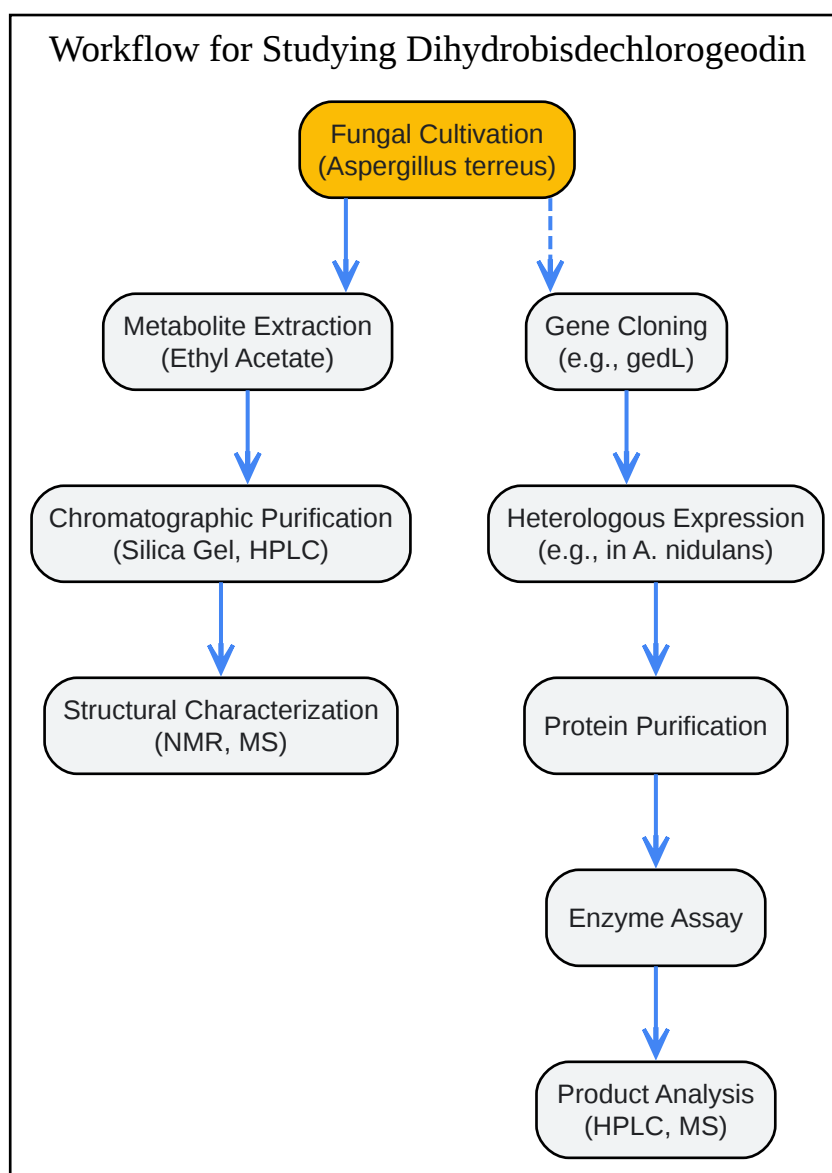 Workflow for Studying Dihydrobisdechlorogeodin
Fungal Cultivation
(Aspergillus terreus)
Metabolite Extraction
(Ethyl Acetate)
Gene Cloning
(e.g., gedL)
Chromatographic Purification
(Silica Gel, HPLC)
Heterologous Expression
(e.g., in A. nidulans)
Structural Characterization
(NMR, MS)
Protein Purification
Enzyme Assay
Product Analysis
(HPLC, MS)